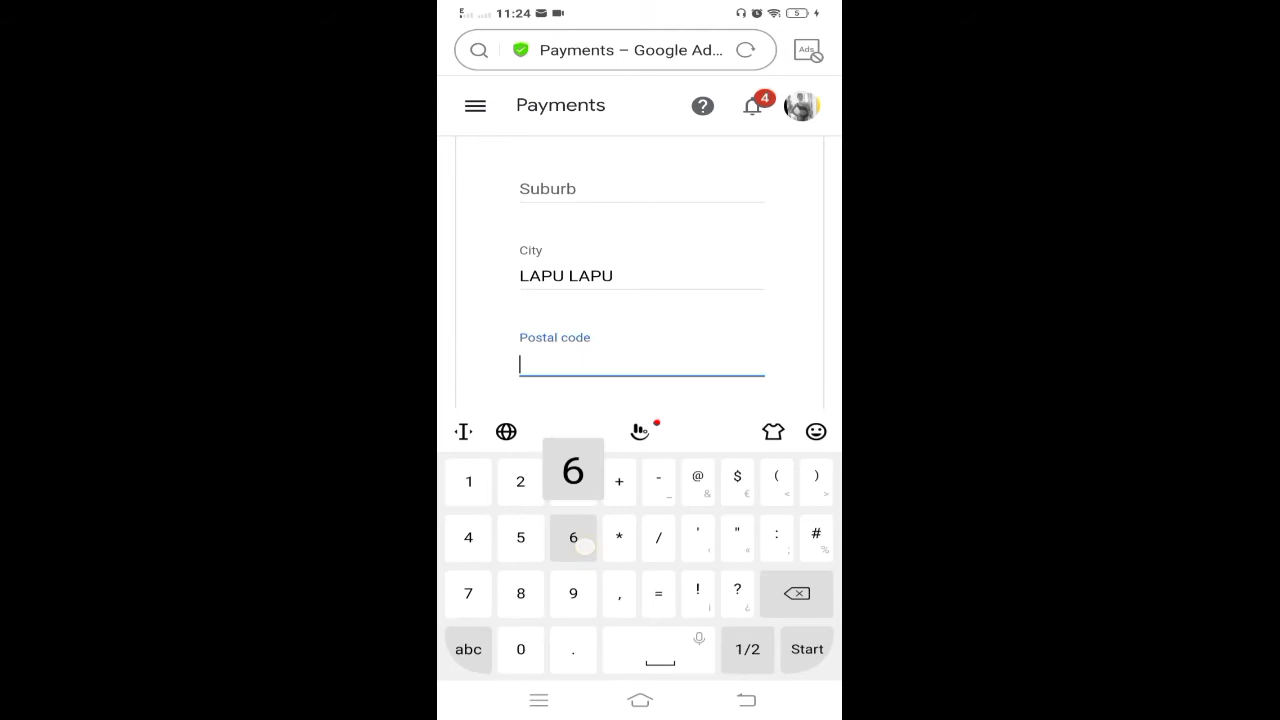 11:24
5
Payments – Google Ad...
Ads
Payments
4
Suburb
City
LAPU LAPU
Postal code
6
1 2 + - _ @ & $ € ( < ) >
4 5 6 * / ' ‹ " « : ; # %
7 8 9 , = ! ¡ ? ¿
abc 0 . 1/2 Start